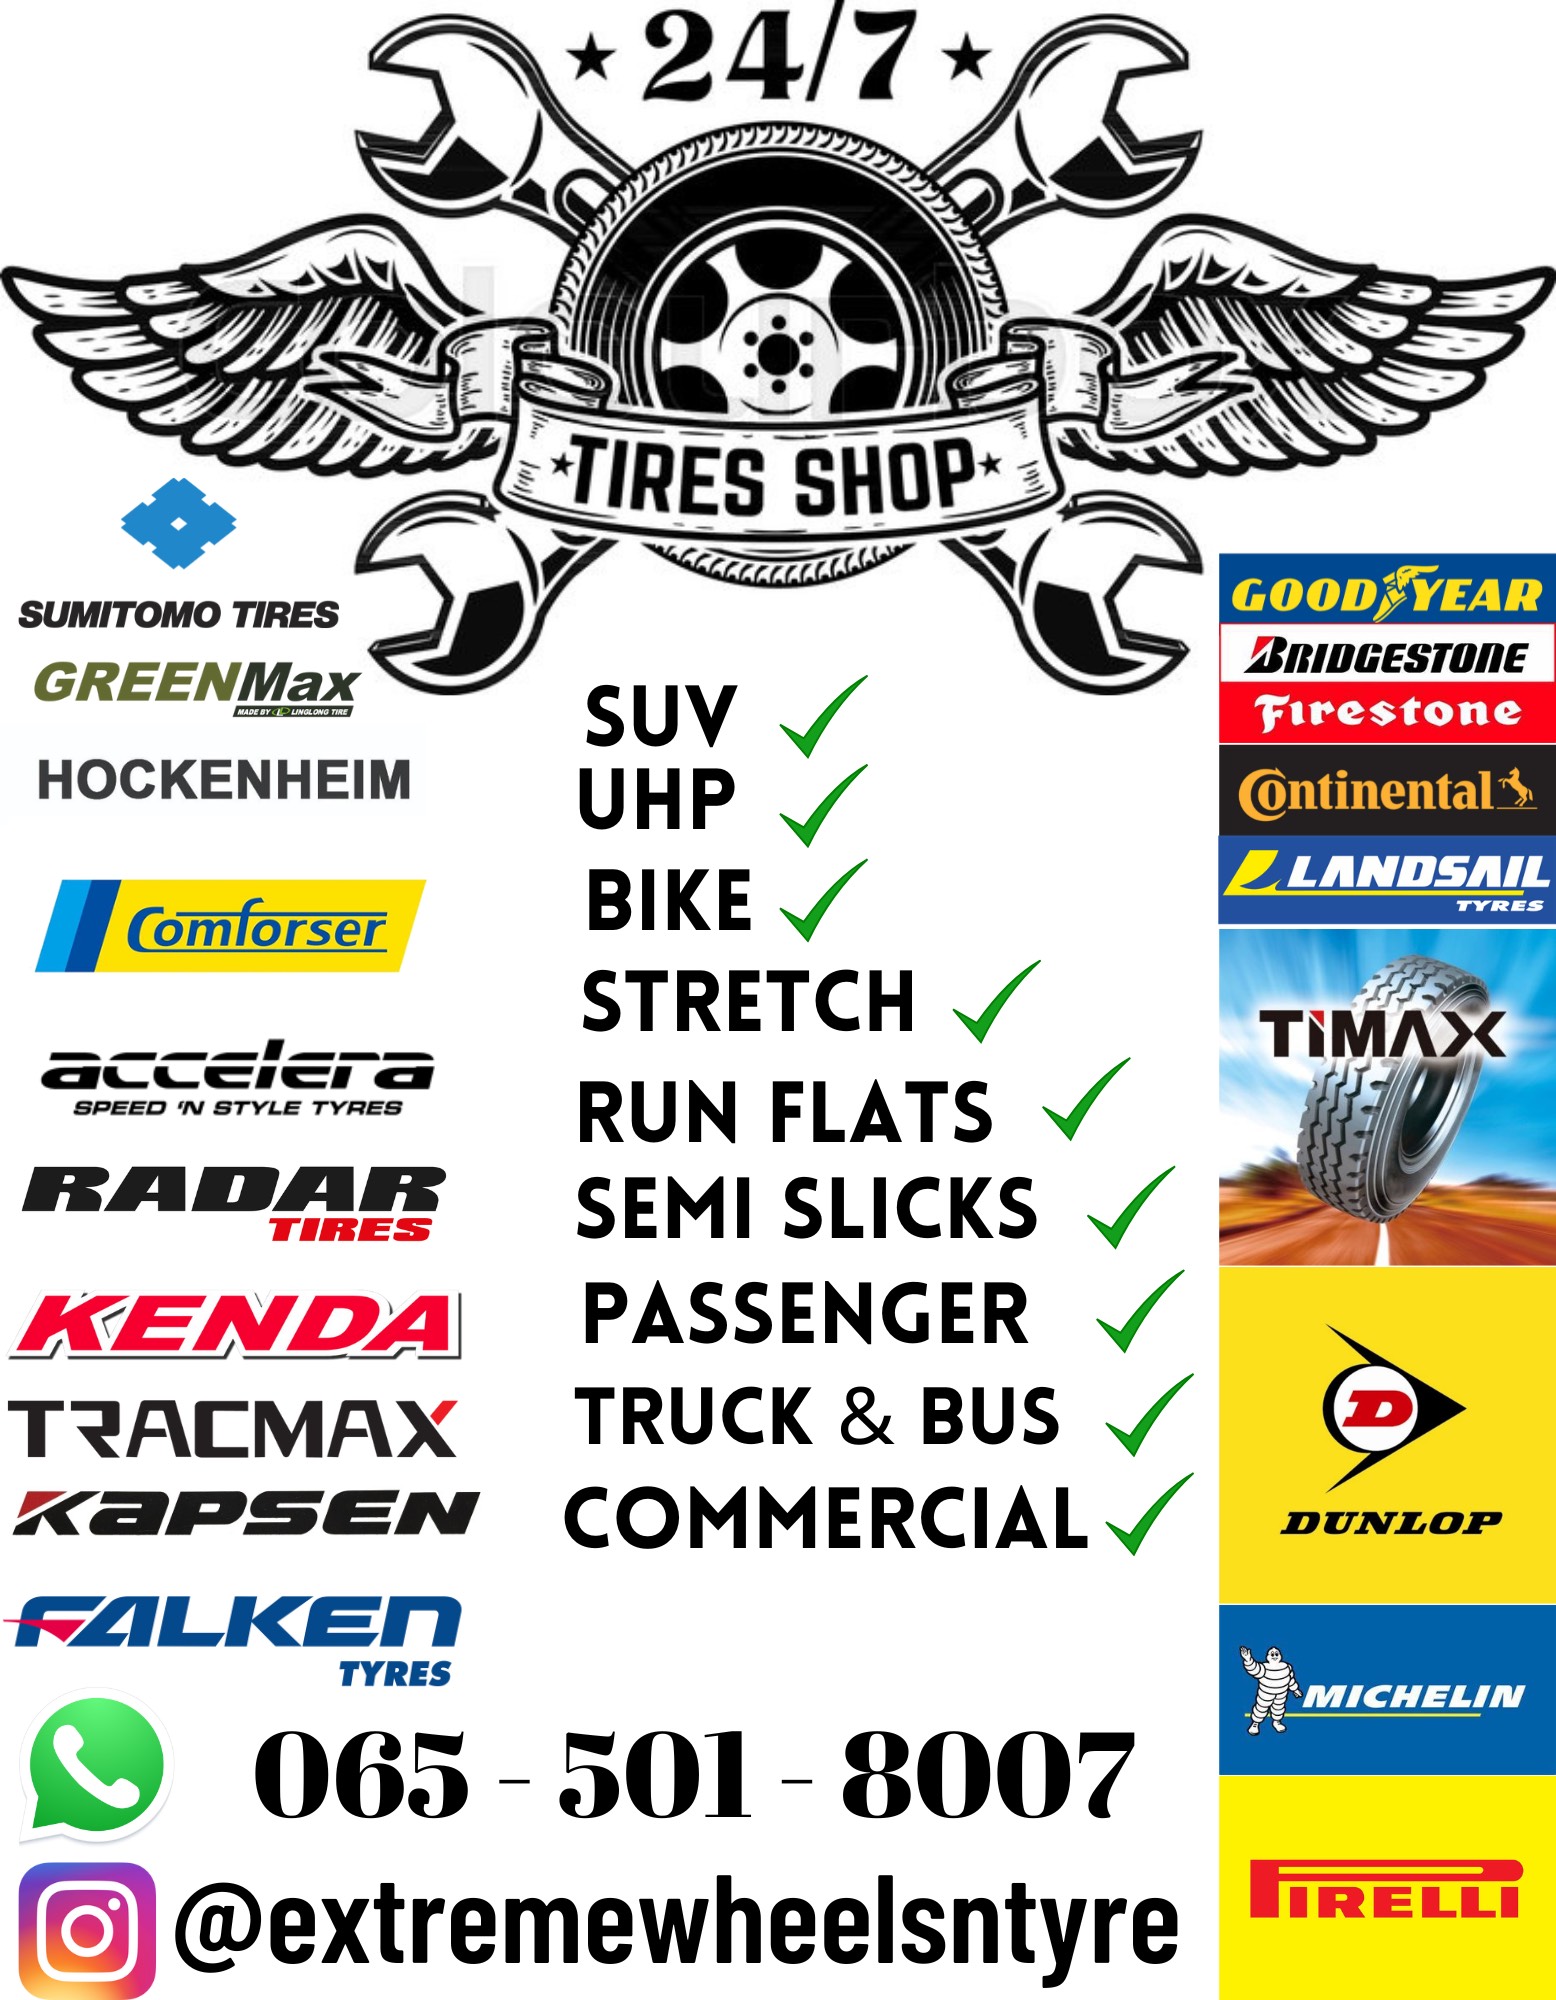 24/7
TIRES SHOP
SUMITOMO TIRES
GREENMax
MADE BY LINGLONG TIRE
HOCKENHEIM
Comforser
accelera
SPEED 'N STYLE TYRES
RADAR
TIRES
KENDA
TRACMAX
KAPSEN
FALKEN
TYRES
SUV
UHP
BIKE
STRETCH
RUN FLATS
SEMI SLICKS
PASSENGER
TRUCK & BUS
COMMERCIAL
GOODYEAR
BRIDGESTONE
Firestone
Continental
LANDSAIL
TYRES
TIMAX
D
DUNLOP
MICHELIN
PIRELLI
065 - 501 - 8007
@extremewheelsntyre